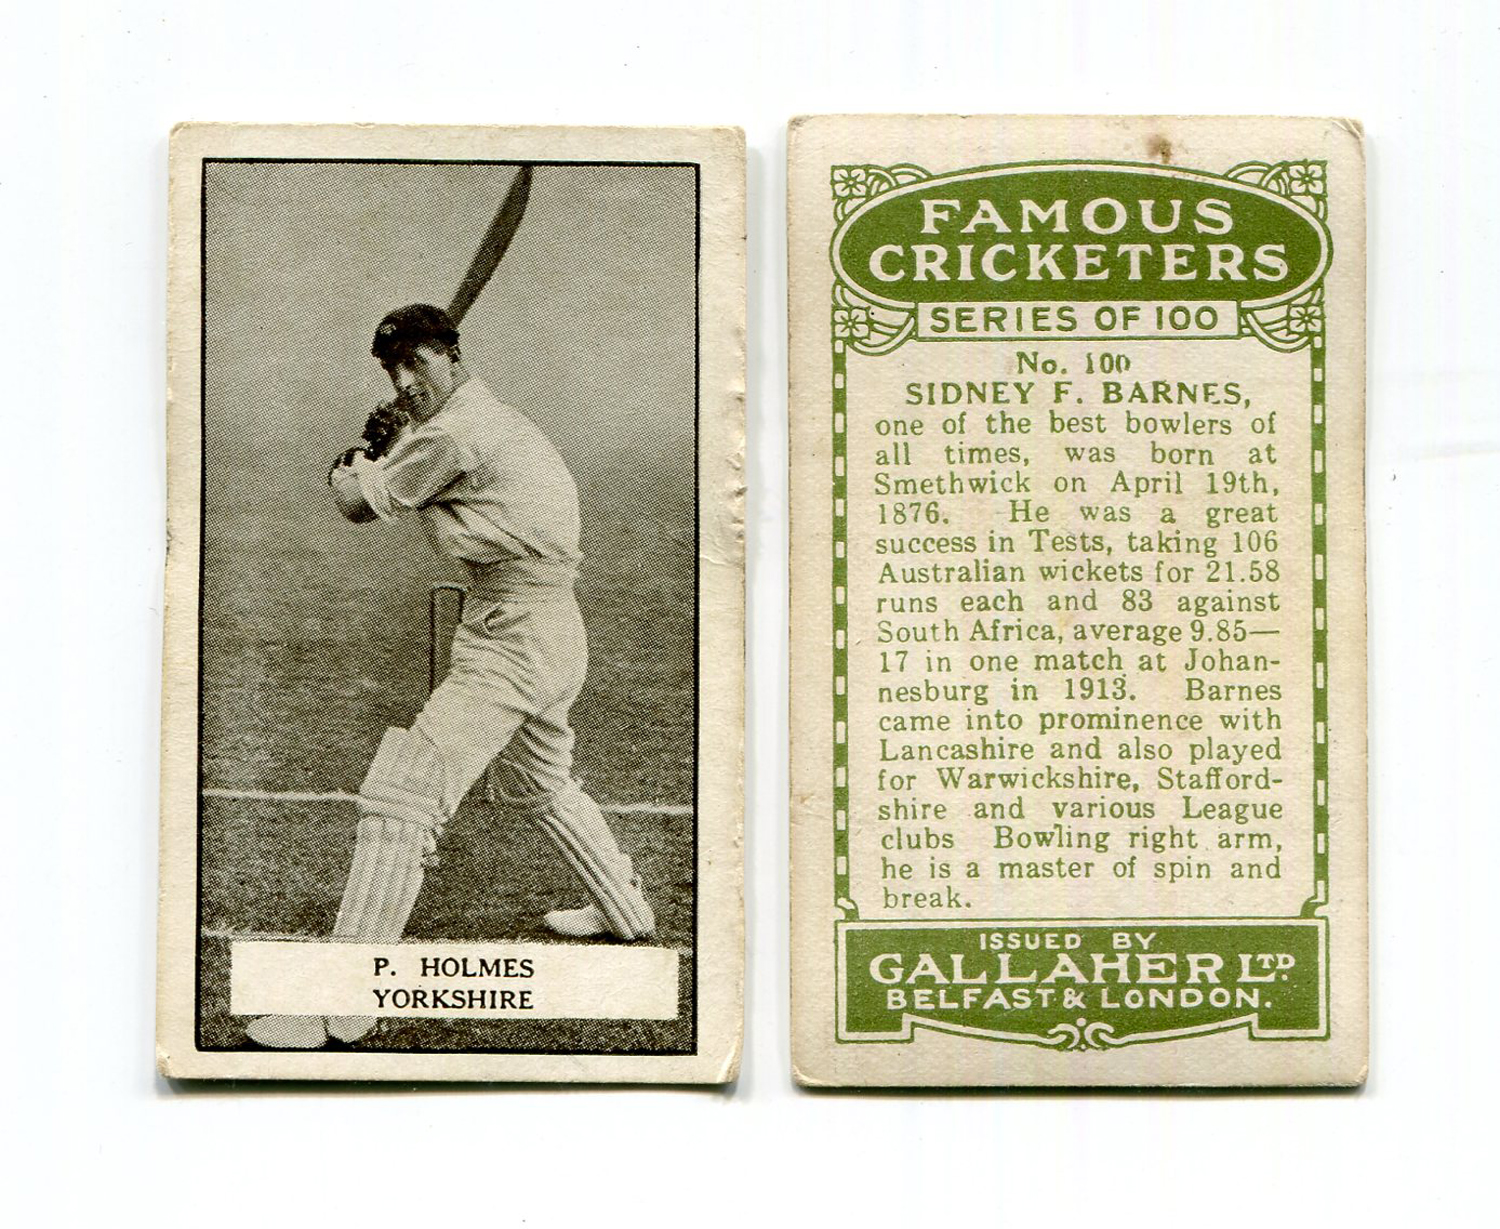 P. HOLMES
YORKSHIRE
FAMOUS
CRICKETERS
SERIES OF 100
No. 100
SIDNEY F. BARNES,
one of the best bowlers of
all times, was born at
Smethwick on April 19th,
1876. He was a great
success in Tests, taking 106
Australian wickets for 21.58
runs each and 83 against
South Africa, average 9.85—
17 in one match at Johan-
nesburg in 1913. Barnes
came into prominence with
Lancashire and also played
for Warwickshire, Stafford-
shire and various League
clubs Bowling right arm,
he is a master of spin and
break.
ISSUED BY
GALLAHER LTD.
BELFAST & LONDON.